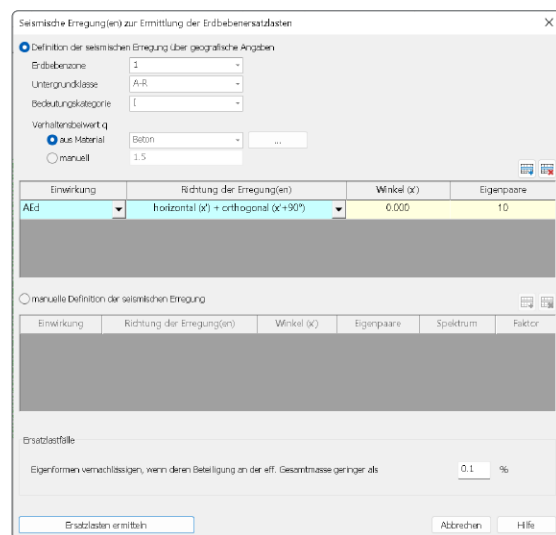 Seismische Erregung(en) zur Ermittlung der Erdbebenersatzlasten
Definition der seismischen Erregung über geografische Angaben
Erdbebenzone 1
Untergrundklasse A-R
Bedeutungskategorie I
Verhaltensbeiwert q
aus Material Beton ...
manuell 1.5
Einwirkung Richtung der Erregung(en) Winkel (x') Eigenpaare
AEd horizontal (x') + orthogonal (x'+90°) 0.000 10
manuelle Definition der seismischen Erregung
Einwirkung Richtung der Erregung(en) Winkel (x') Eigenpaare Spektrum Faktor
Ersatzlastfälle
Eigenformen vernachlässigen, wenn deren Beteiligung an der eff. Gesamtmasse geringer als 0.1 %
Ersatzlasten ermitteln Abbrechen Hilfe